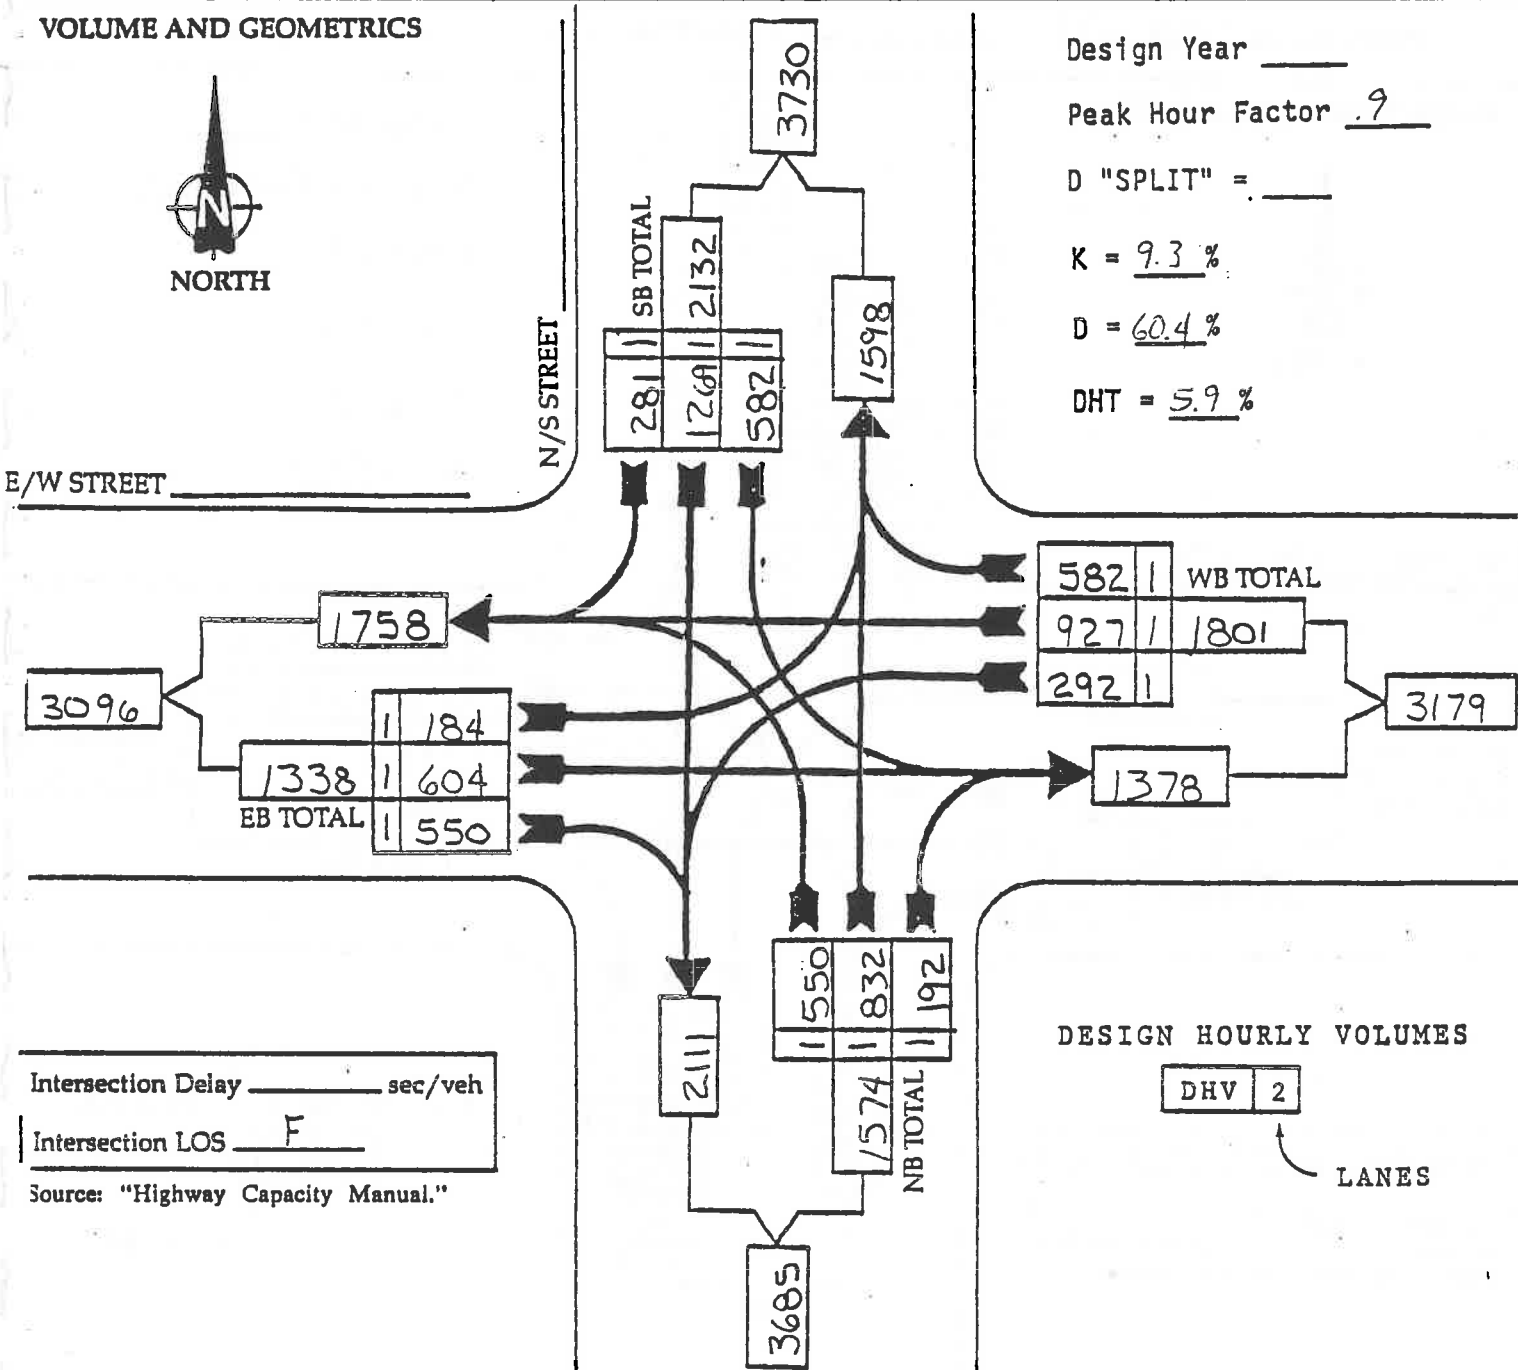 VOLUME AND GEOMETRICS
N
NORTH
N/S STREET
E/W STREET
Design Year
Peak Hour Factor .9
D "SPLIT" =
K = 9.3 %
D = 60.4 %
DHT = 5.9 %
3730
SB TOTAL
2132
1 1 11
281 1269 582
1598
582 1 WB TOTAL
927 1 1801
292 1
3179
1758
3096
1 184
1338 1 604
EB TOTAL 1 550
1378
550 832 192
1 1 1
1574
NB TOTAL
2111
3685
DESIGN HOURLY VOLUMES
DHV 2
LANES
Intersection Delay sec/veh
Intersection LOS F
Source: "Highway Capacity Manual."